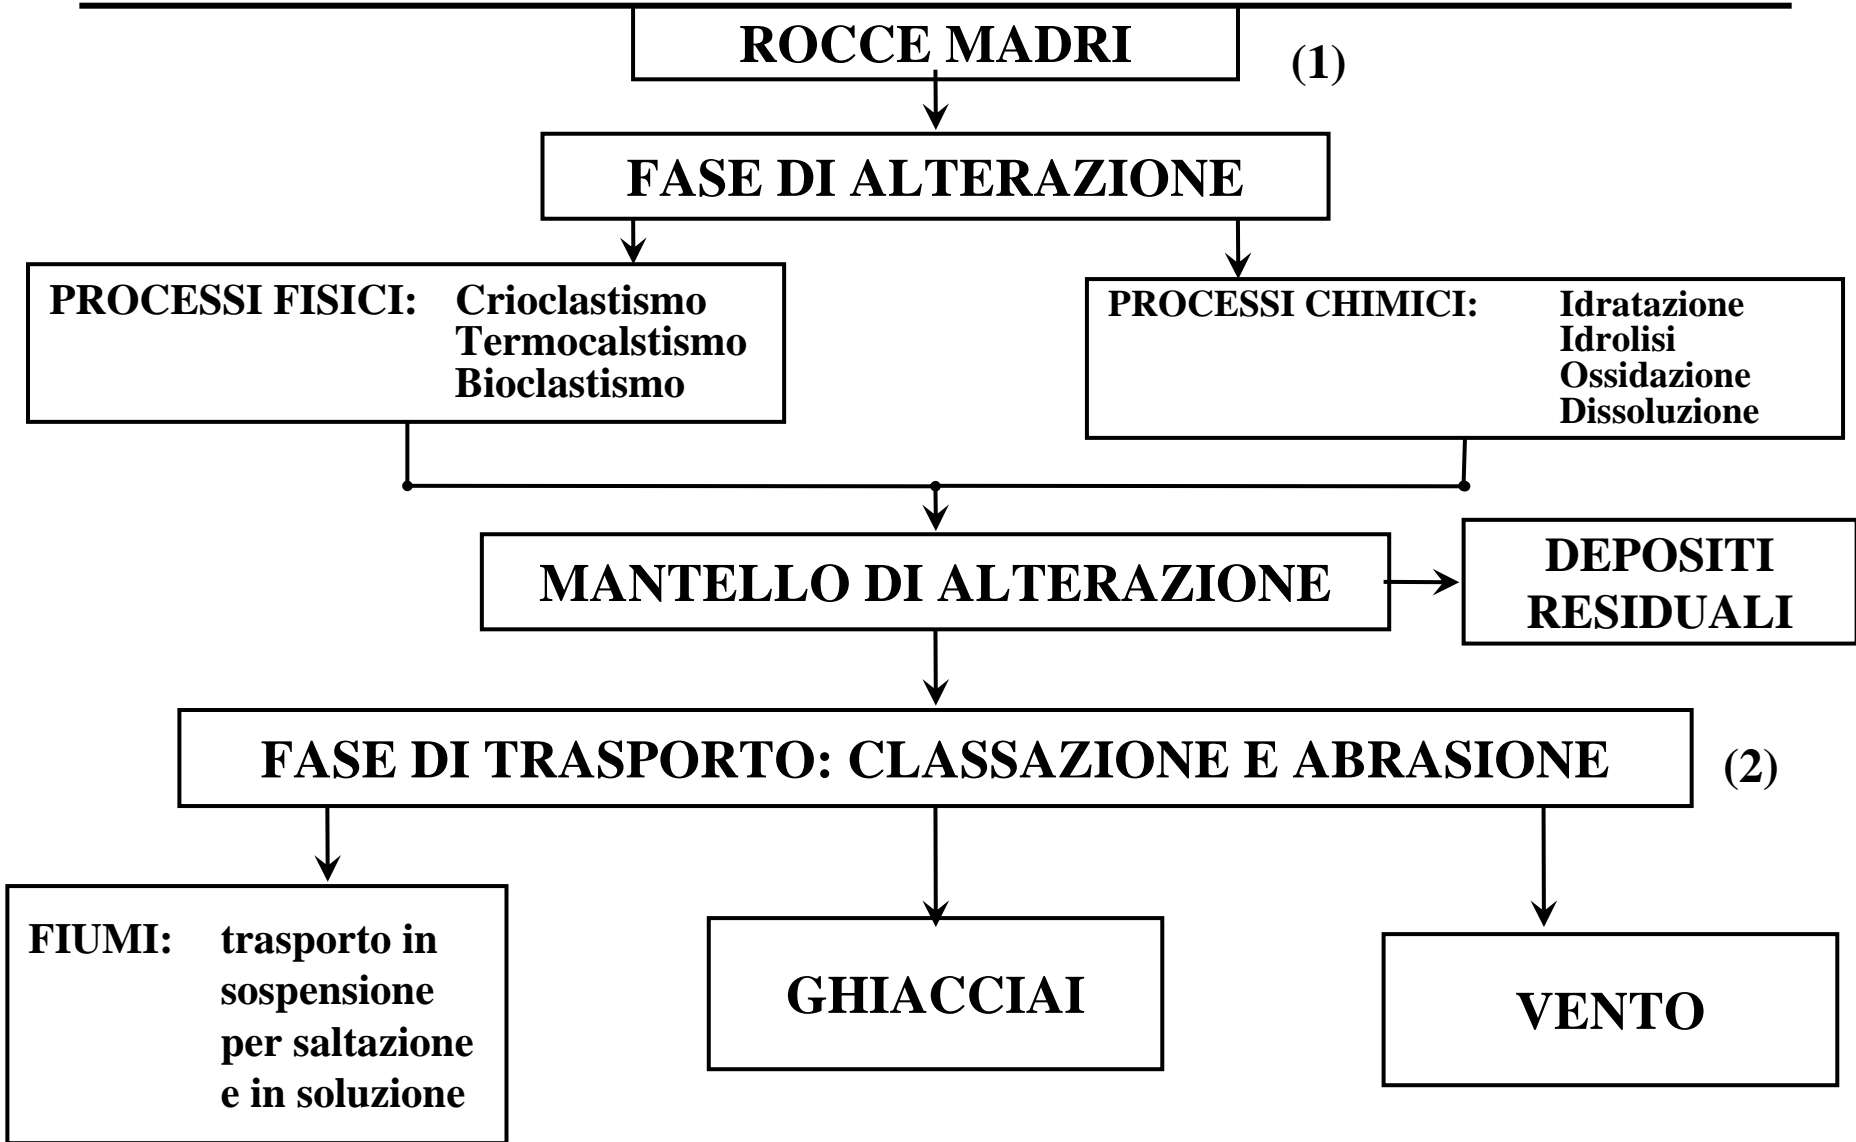 ROCCE MADRI
(1)
FASE DI ALTERAZIONE
PROCESSI FISICI: Crioclastismo
Termocalstismo
Bioclastismo
PROCESSI CHIMICI: Idratazione
Idrolisi
Ossidazione
Dissoluzione
MANTELLO DI ALTERAZIONE
DEPOSITI
RESIDUALI
FASE DI TRASPORTO: CLASSAZIONE E ABRASIONE
(2)
FIUMI: trasporto in
sospensione
per saltazione
e in soluzione
GHIACCIAI
VENTO